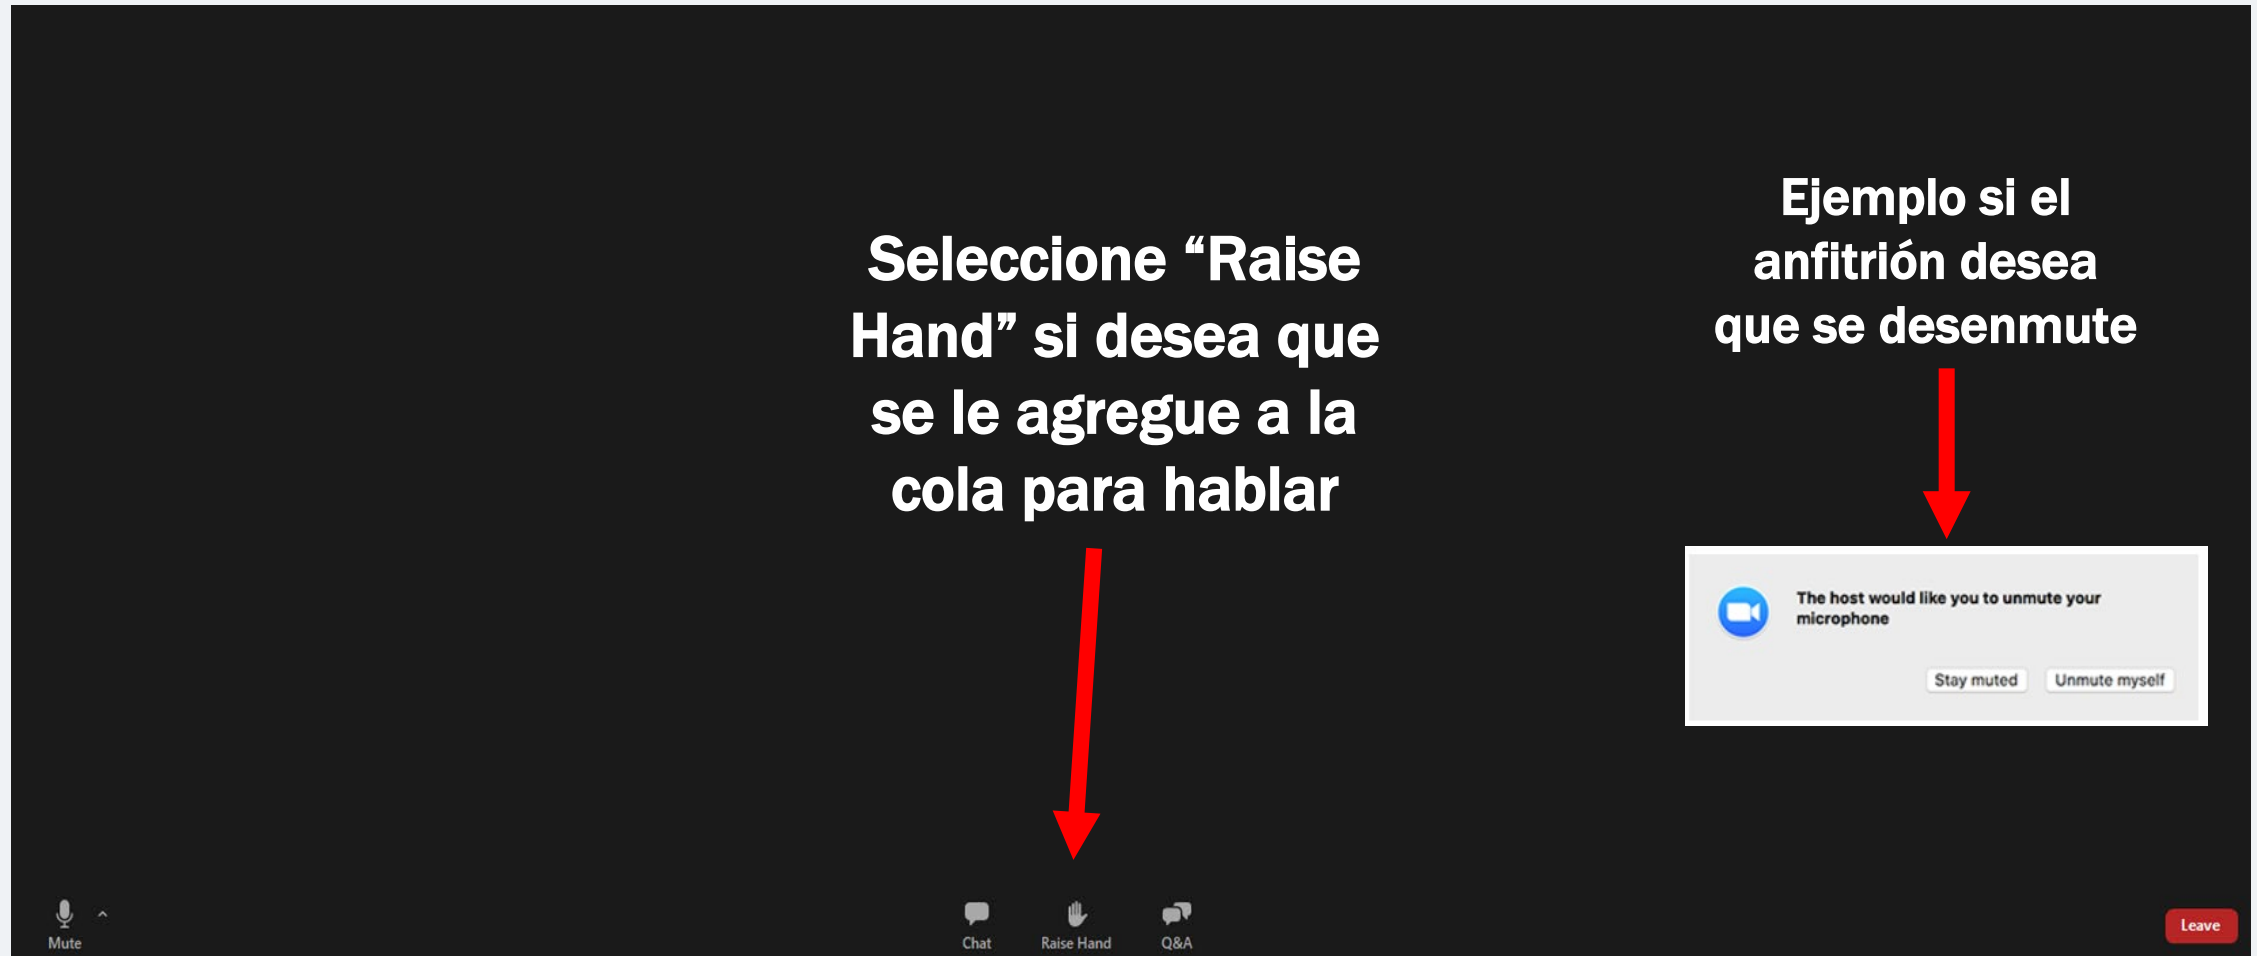 Seleccione “Raise
Hand” si desea que
se le agregue a la
cola para hablar
Ejemplo si el
anfitrión desea
que se desenmute
The host would like you to unmute your
microphone
Stay muted
Unmute myself
Mute
Chat
Raise Hand
Q&A
Leave